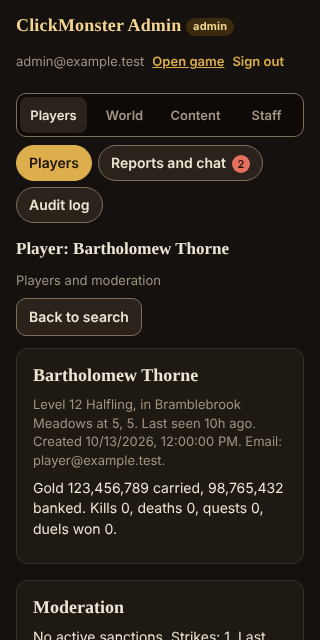 ClickMonster Admin admin
admin@example.test Open game Sign out
Players World Content Staff
Players Reports and chat 2
Audit log
Player: Bartholomew Thorne
Players and moderation
Back to search
Bartholomew Thorne
Level 12 Halfling, in Bramblebrook
Meadows at 5, 5. Last seen 10h ago.
Created 10/13/2026, 12:00:00 PM. Email:
player@example.test.
Gold 123,456,789 carried, 98,765,432
banked. Kills 0, deaths 0, quests 0,
duels won 0.
Moderation
No active sanctions. Strikes: 1. Last